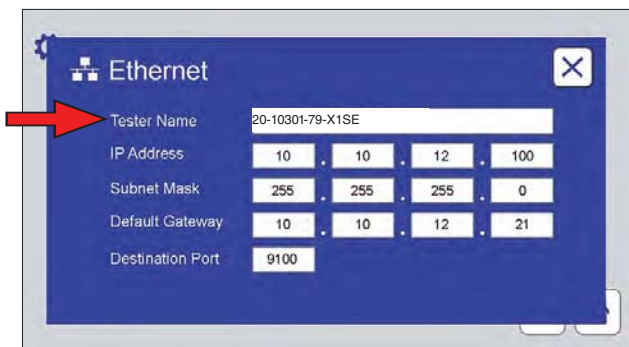 Ethernet
Tester Name 20-10301-79-X1SE
IP Address 10 . 10 . 12 . 100
Subnet Mask 255 . 255 . 255 . 0
Default Gateway 10 . 10 . 12 . 21
Destination Port 9100